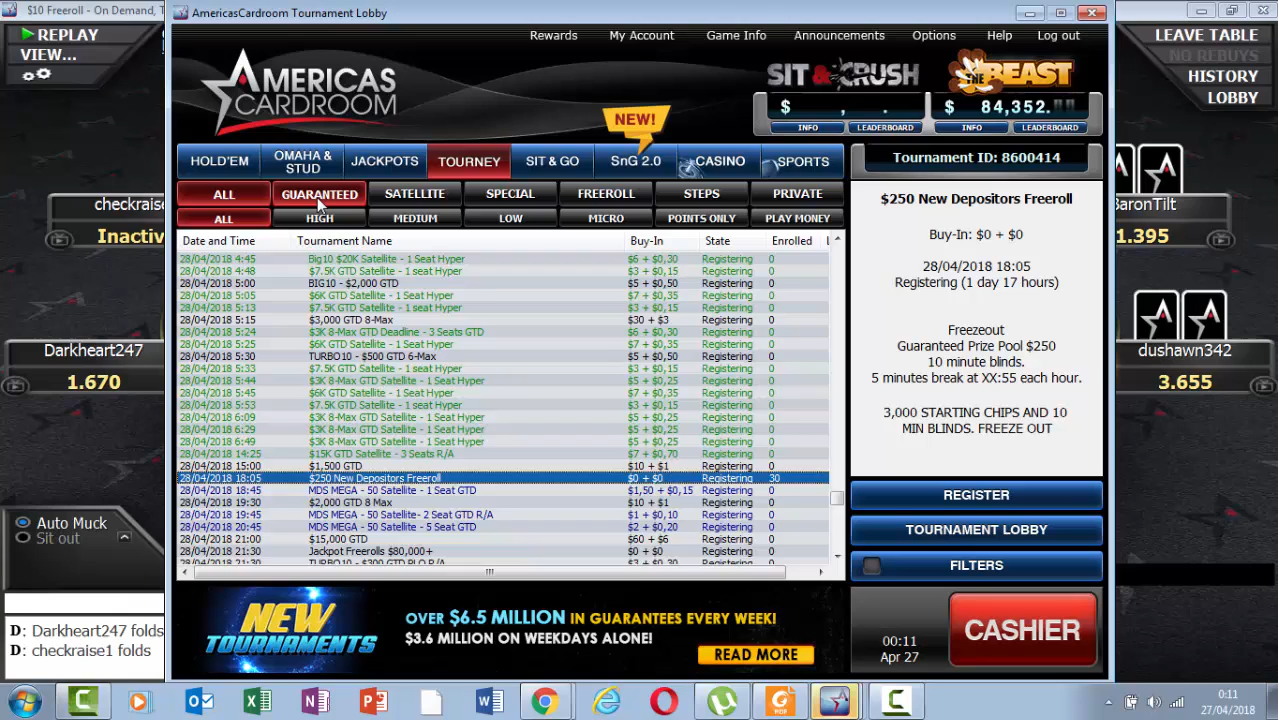 $10 Freeroll - On Demand, T
AmericasCardroom Tournament Lobby
REPLAY
VIEW...
LEAVE TABLE
NO REBUYS
HISTORY
LOBBY
Rewards My Account Game Info Announcements Options Help Log out
AMERICAS
CARDROOM
SIT & CRUSH
THE BEAST
$ , .
$ 84,352.
INFO LEADERBOARD INFO LEADERBOARD
NEW!
HOLD'EM OMAHA & STUD JACKPOTS TOURNEY SIT & GO SnG 2.0 CASINO SPORTS
ALL GUARANTEED SATELLITE SPECIAL FREEROLL STEPS PRIVATE
ALL HIGH MEDIUM LOW MICRO POINTS ONLY PLAY MONEY
Date and Time Tournament Name Buy-In State Enrolled
28/04/2018 4:45 Big10 $20K Satellite - 1 Seat Hyper $6 + $0,30 Registering 0
28/04/2018 4:48 $7.5K GTD Satellite - 1 seat Hyper $3 + $0,15 Registering 0
28/04/2018 5:00 BIG10 - $2,000 GTD $5 + $0,50 Registering 0
28/04/2018 5:05 $6K GTD Satellite - 1 Seat Hyper $7 + $0,35 Registering 0
28/04/2018 5:13 $7.5K GTD Satellite - 1 seat Hyper $3 + $0,15 Registering 0
28/04/2018 5:15 $3,000 GTD 8-Max $30 + $3 Registering 0
28/04/2018 5:24 $3K 8-Max GTD Deadline - 3 Seats GTD $6 + $0,30 Registering 0
28/04/2018 5:25 $6K GTD Satellite - 1 Seat Hyper $7 + $0,35 Registering 0
28/04/2018 5:30 TURBO10 - $500 GTD 6-Max $5 + $0,50 Registering 0
28/04/2018 5:33 $7.5K GTD Satellite - 1 seat Hyper $3 + $0,15 Registering 0
28/04/2018 5:44 $3K 8-Max GTD Satellite - 1 Seat Hyper $5 + $0,25 Registering 0
28/04/2018 5:45 $6K GTD Satellite - 1 Seat Hyper $7 + $0,35 Registering 0
28/04/2018 5:53 $7.5K GTD Satellite - 1 seat Hyper $3 + $0,15 Registering 0
28/04/2018 6:09 $3K 8-Max GTD Satellite - 1 Seat Hyper $5 + $0,25 Registering 0
28/04/2018 6:29 $3K 8-Max GTD Satellite - 1 Seat Hyper $5 + $0,25 Registering 0
28/04/2018 6:49 $3K 8-Max GTD Satellite - 1 Seat Hyper $5 + $0,25 Registering 0
28/04/2018 14:25 $15K GTD Satellite - 3 Seats R/A $7 + $0,70 Registering 0
28/04/2018 15:00 $1,500 GTD $10 + $1 Registering 0
28/04/2018 18:05 $250 New Depositors Freeroll $0 + $0 Registering 30
28/04/2018 18:45 MDS MEGA - 50 Satellite - 1 Seat GTD $1,50 + $0,15 Registering 0
28/04/2018 19:30 $2,000 GTD 8 Max $10 + $1 Registering 0
28/04/2018 19:45 MDS MEGA - 50 Satellite- 2 Seat GTD R/A $1 + $0,10 Registering 0
28/04/2018 20:45 MDS MEGA - 50 Satellite - 5 Seat GTD $2 + $0,20 Registering 0
28/04/2018 21:00 $15,000 GTD $60 + $6 Registering 0
28/04/2018 21:30 Jackpot Freerolls $80,000+ $0 + $0 Registering 0
28/04/2018 21:30 TURBO10 - $300 GTD PLO R/A $3 + $0,30 Registering 0
Tournament ID: 8600414
$250 New Depositors Freeroll
Buy-In: $0 + $0
28/04/2018 18:05
Registering (1 day 17 hours)
Freezeout
Guaranteed Prize Pool $250
10 minute blinds.
5 minutes break at XX:55 each hour.
3,000 STARTING CHIPS AND 10
MIN BLINDS. FREEZE OUT
REGISTER
TOURNAMENT LOBBY
FILTERS
NEW
TOURNAMENTS
OVER $6.5 MILLION IN GUARANTEES EVERY WEEK!
$3.6 MILLION ON WEEKDAYS ALONE!
READ MORE
00:11
Apr 27
CASHIER
checkraise
Inactiv
Darkheart247
1.670
BaronTilt
1.395
dushawn342
3.655
Auto Muck
Sit out
D: Darkheart247 folds
D: checkraise1 folds
0:11
27/04/2018